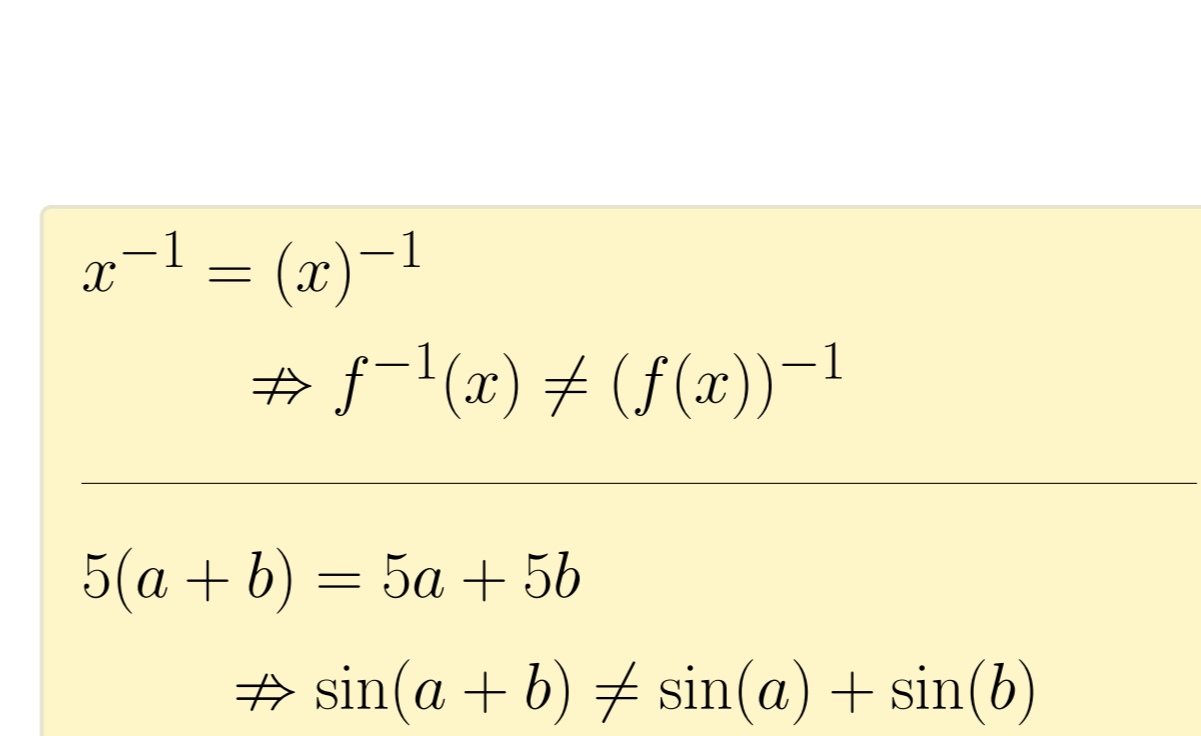 x⁻¹ = (x)⁻¹
⇏ f⁻¹(x) ≠ (f(x))⁻¹
5(a + b) = 5a + 5b
⇏ sin(a + b) ≠ sin(a) + sin(b)